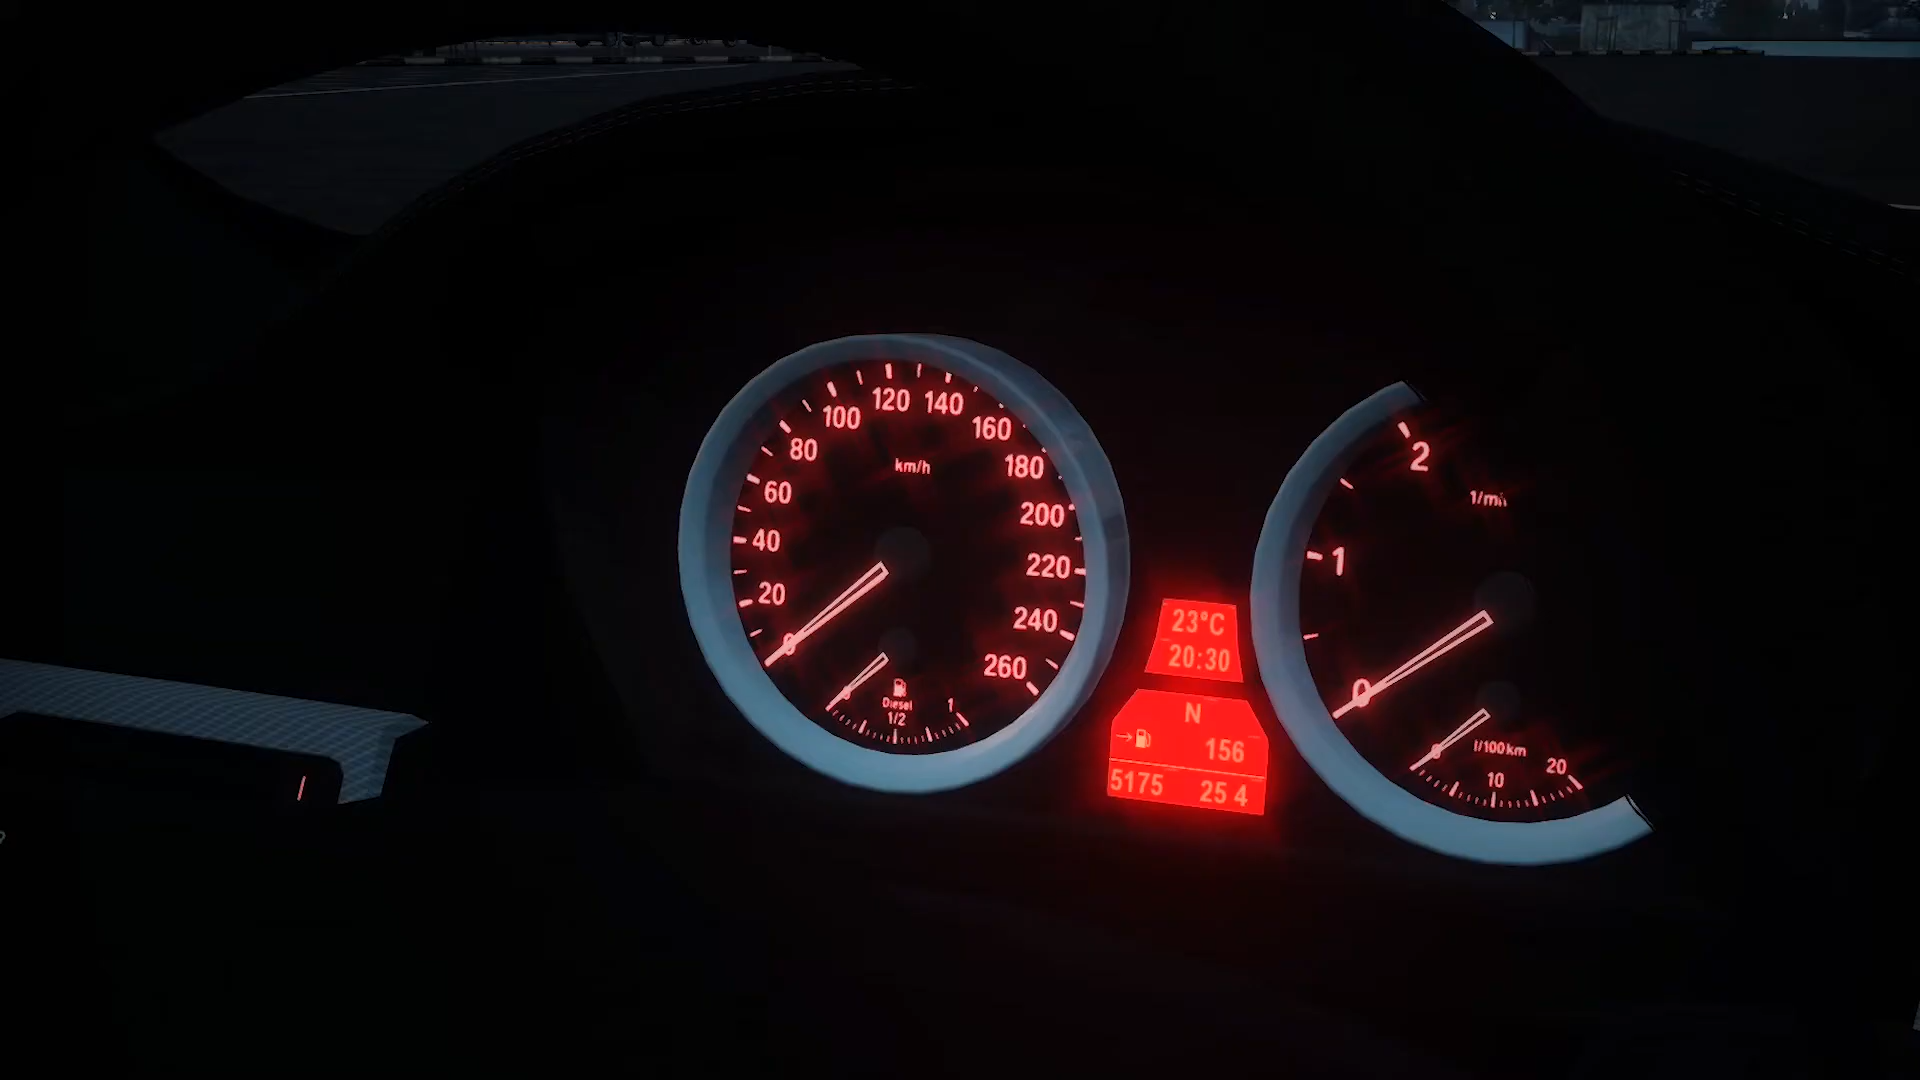 120 140
100 160
80 180
km/h
60 200
40 220
20 240
0 260
Diesel
1/2 1
23°C
20:30
N
156
5175 25 4
2
1/min
1
0
l/100km
0 10 20